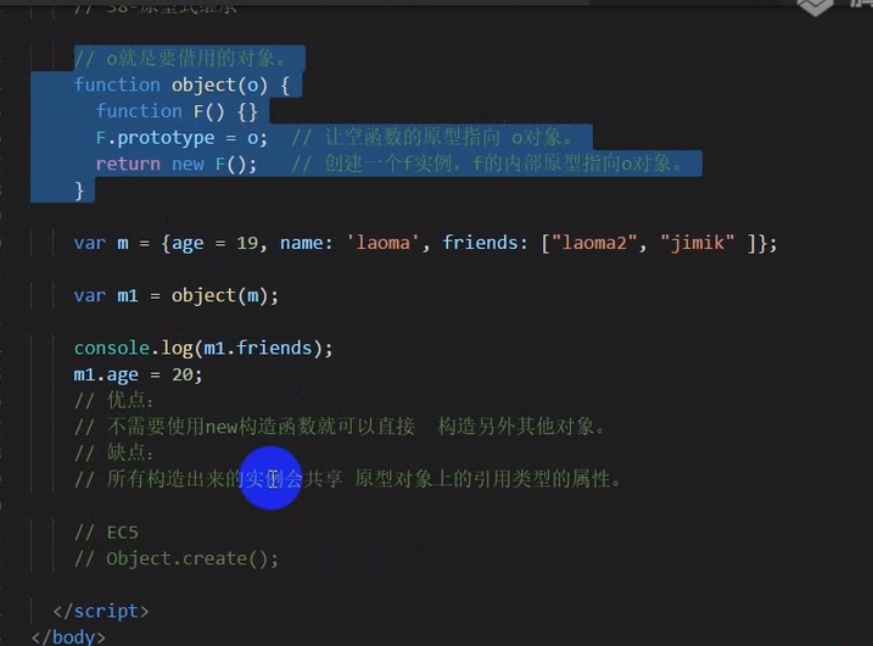 // 38-原型式继承
// o就是要借用的对象。
function object(o) {
function F() {}
F.prototype = o; // 让空函数的原型指向 o对象。
return new F(); // 创建一个f实例，f的内部原型指向o对象。
}
var m = {age = 19, name: 'laoma', friends: ["laoma2", "jimik" ]};
var m1 = object(m);
console.log(m1.friends);
m1.age = 20;
// 优点：
// 不需要使用new构造函数就可以直接 构造另外其他对象。
// 缺点：
// 所有构造出来的实例会共享 原型对象上的引用类型的属性。
// EC5
// Object.create();
</script>
</body>